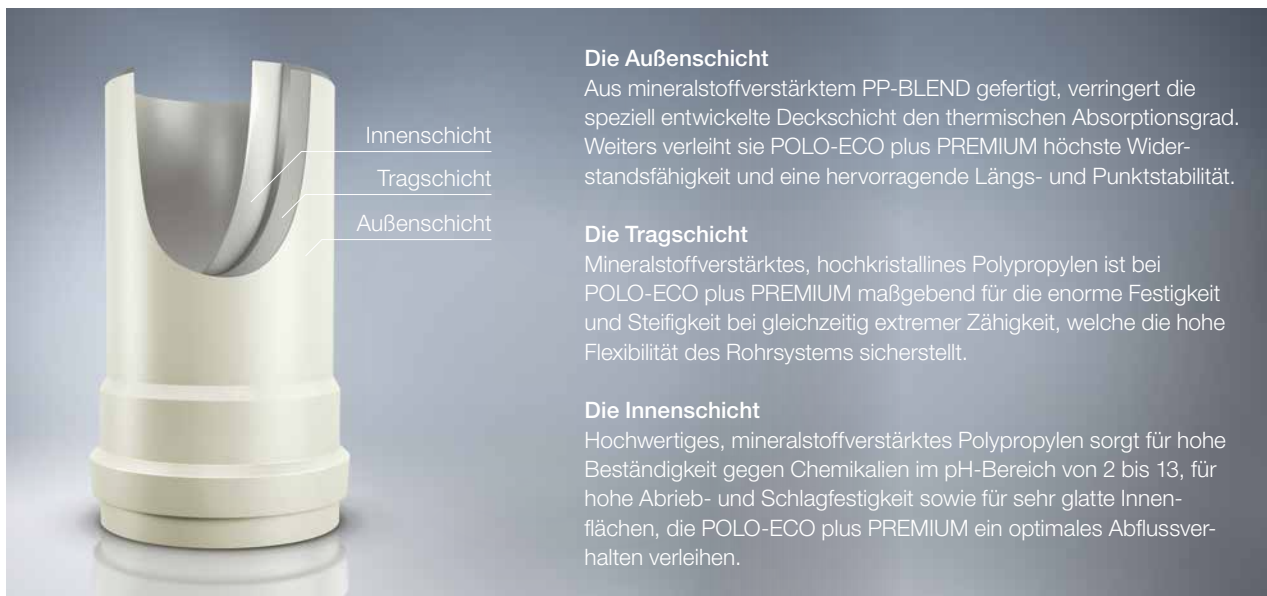 Innenschicht
Tragschicht
Außenschicht
Die Außenschicht
Aus mineralstoffverstärktem PP-BLEND gefertigt, verringert die
speziell entwickelte Deckschicht den thermischen Absorptionsgrad.
Weiters verleiht sie POLO-ECO plus PREMIUM höchste Wider-
standsfähigkeit und eine hervorragende Längs- und Punktstabilität.
Die Tragschicht
Mineralstoffverstärktes, hochkristallines Polypropylen ist bei
POLO-ECO plus PREMIUM maßgebend für die enorme Festigkeit
und Steifigkeit bei gleichzeitig extremer Zähigkeit, welche die hohe
Flexibilität des Rohrsystems sicherstellt.
Die Innenschicht
Hochwertiges, mineralstoffverstärktes Polypropylen sorgt für hohe
Beständigkeit gegen Chemikalien im pH-Bereich von 2 bis 13, für
hohe Abrieb- und Schlagfestigkeit sowie für sehr glatte Innen-
flächen, die POLO-ECO plus PREMIUM ein optimales Abflussver-
halten verleihen.